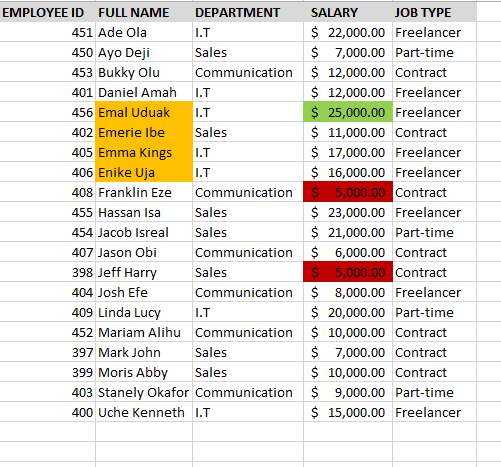 EMPLOYEE ID FULL NAME DEPARTMENT SALARY JOB TYPE
451 Ade Ola I.T $ 22,000.00 Freelancer
450 Ayo Deji Sales $ 7,000.00 Part-time
453 Bukky Olu Communication $ 12,000.00 Contract
401 Daniel Amah I.T $ 12,000.00 Freelancer
456 Emal Uduak I.T $ 25,000.00 Freelancer
402 Emerie Ibe Sales $ 11,000.00 Contract
405 Emma Kings I.T $ 17,000.00 Freelancer
406 Enike Uja I.T $ 16,000.00 Freelancer
408 Franklin Eze Communication $ 5,000.00 Contract
455 Hassan Isa Sales $ 23,000.00 Freelancer
454 Jacob Isreal Sales $ 21,000.00 Part-time
407 Jason Obi Communication $ 6,000.00 Contract
398 Jeff Harry Sales $ 5,000.00 Contract
404 Josh Efe Communication $ 8,000.00 Freelancer
409 Linda Lucy I.T $ 20,000.00 Part-time
452 Mariam Alihu Communication $ 10,000.00 Contract
397 Mark John Sales $ 7,000.00 Contract
399 Moris Abby Sales $ 10,000.00 Contract
403 Stanely Okafor Communication $ 9,000.00 Part-time
400 Uche Kenneth I.T $ 15,000.00 Freelancer